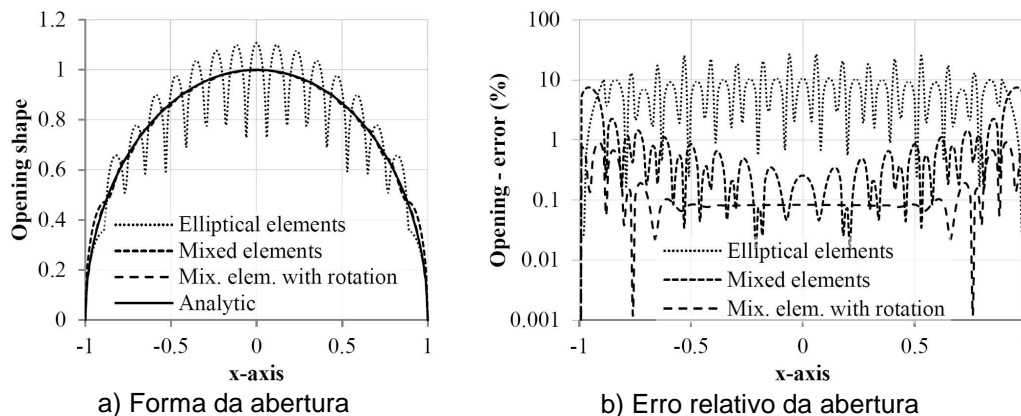 Opening shape
1.2
1
0.8
0.6
0.4
0.2
0
-1
-0.5
0
0.5
1
x-axis
Elliptical elements
Mixed elements
Mix. elem. with rotation
Analytic
a) Forma da abertura
Opening - error (%)
100
10
1
0.1
0.01
0.001
-1
-0.5
0
0.5
x-axis
Elliptical elements
Mixed elements
Mix. elem. with rotation
b) Erro relativo da abertura